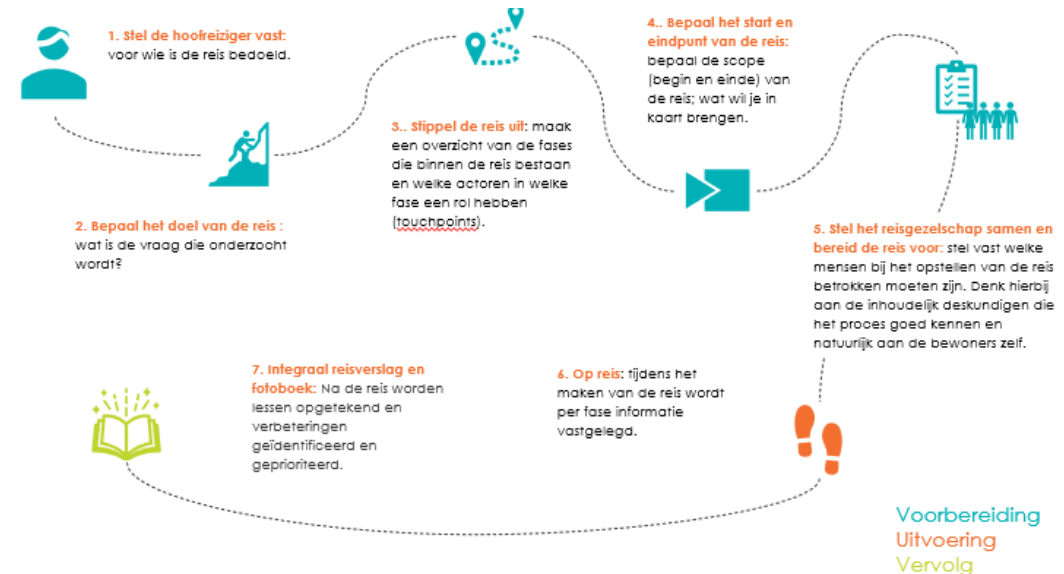 1. Stel de hoofreiziger vast:
voor wie is de reis bedoeld.
2. Bepaal het doel van de reis :
wat is de vraag die onderzocht
wordt?
3.. Stippel de reis uit: maak
een overzicht van de fases
die binnen de reis bestaan
en welke actoren in welke
fase een rol hebben
(touchpoints).
4.. Bepaal het start en
eindpunt van de reis:
bepaal de scope
(begin en einde) van
de reis; wat wil je in
kaart brengen.
5. Stel het reisgezelschap samen en
bereid de reis voor: stel vast welke
mensen bij het opstellen van de reis
betrokken moeten zijn. Denk hierbij
aan de inhoudelijk deskundigen die
het proces goed kennen en
natuurlijk aan de bewoners zelf.
6. Op reis: tijdens het
maken van de reis wordt
per fase informatie
vastgelegd.
7. Integraal reisverslag en
fotoboek: Na de reis worden
lessen opgetekend en
verbeteringen
geïdentificeerd en
geprioriteerd.
Voorbereiding
Uitvoering
Vervolg